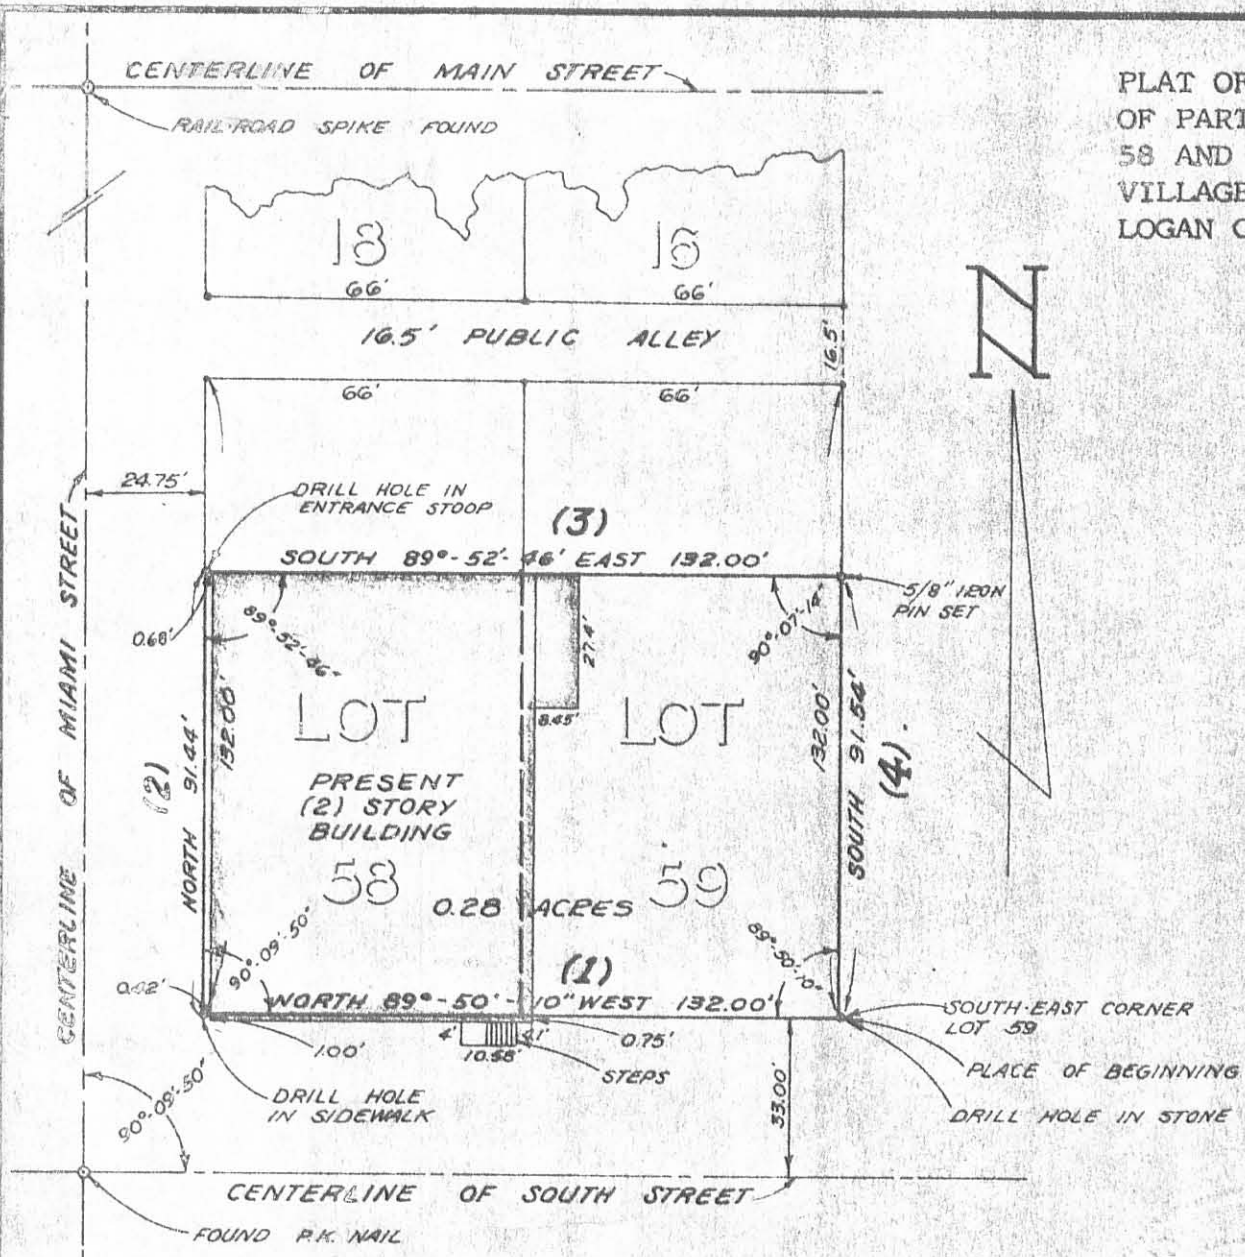 CENTERLINE OF MAIN STREET
RAILROAD SPIKE FOUND
PLAT OF
OF PART
58 AND
VILLAGE
LOGAN C
18
66'
16
66'
16.5' PUBLIC ALLEY
16.5'
66'
66'
N
24.75'
DRILL HOLE IN
ENTRANCE STOOP
(3)
SOUTH 89°-52'-46' EAST 132.00'
5/8" IRON
PIN SET
0.68'
89°-52'-46"
27.4'
8.45'
LOT
LOT
CENTERLINE OF MIAMI STREET
(2)
NORTH 91.44'
132.00'
132.00'
SOUTH 91.54'
(4)
PRESENT
(2) STORY
BUILDING
58
59
0.28 ACRES
90°-09'-50"
89°-50'-10"
(1)
NORTH 89°-50'-10" WEST 132.00'
1.00'
4'
10.58'
0.75'
STEPS
SOUTH-EAST CORNER
LOT 59
PLACE OF BEGINNING
DRILL HOLE IN STONE
DRILL HOLE
IN SIDEWALK
33.00'
90°-09'-50"
CENTERLINE OF SOUTH STREET
FOUND P.K. NAIL